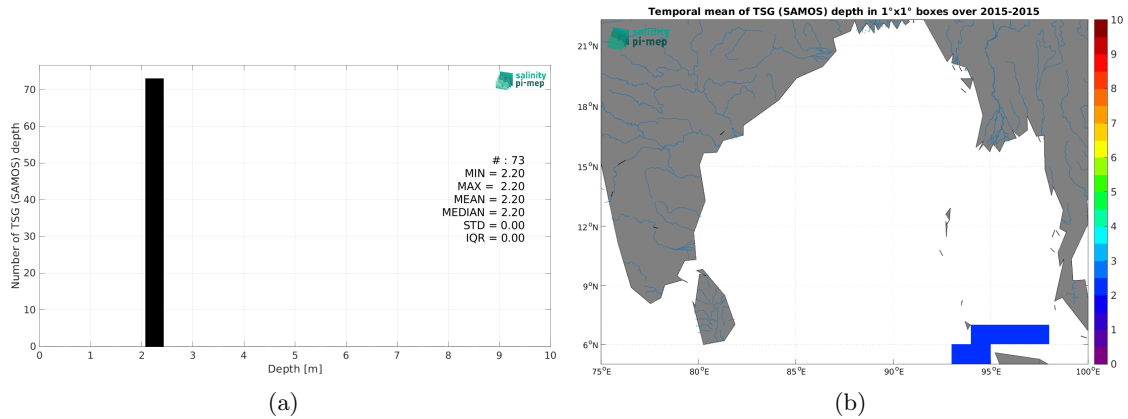 salinity
pi-mep
Number of TSG (SAMOS) depth
70
60
50
40
30
20
10
0
# : 73
MIN = 2.20
MAX = 2.20
MEAN = 2.20
MEDIAN = 2.20
STD = 0.00
IQR = 0.00
0 1 2 3 4 5 6 7 8 9 10
Depth [m]
(a)
Temporal mean of TSG (SAMOS) depth in 1°x1° boxes over 2015-2015
salinity
pi-mep
21°N
18°N
15°N
12°N
9°N
6°N
75°E 80°E 85°E 90°E 95°E 100°E
10
9
8
7
6
5
4
3
2
1
0
(b)